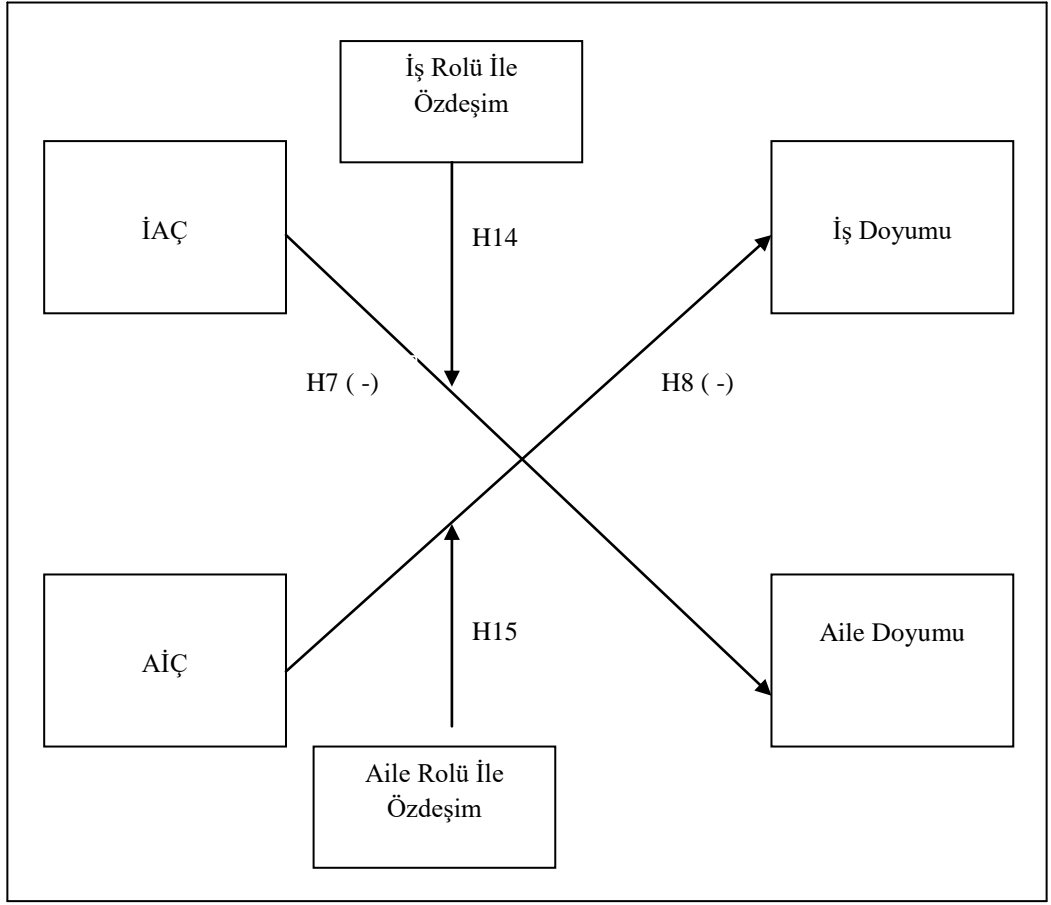 İş Rolü İle
Özdeşim
İAÇ
İş Doyumu
H14
H7 ( -)
H8 ( -)
H15
Aile Doyumu
AİÇ
Aile Rolü İle
Özdeşim